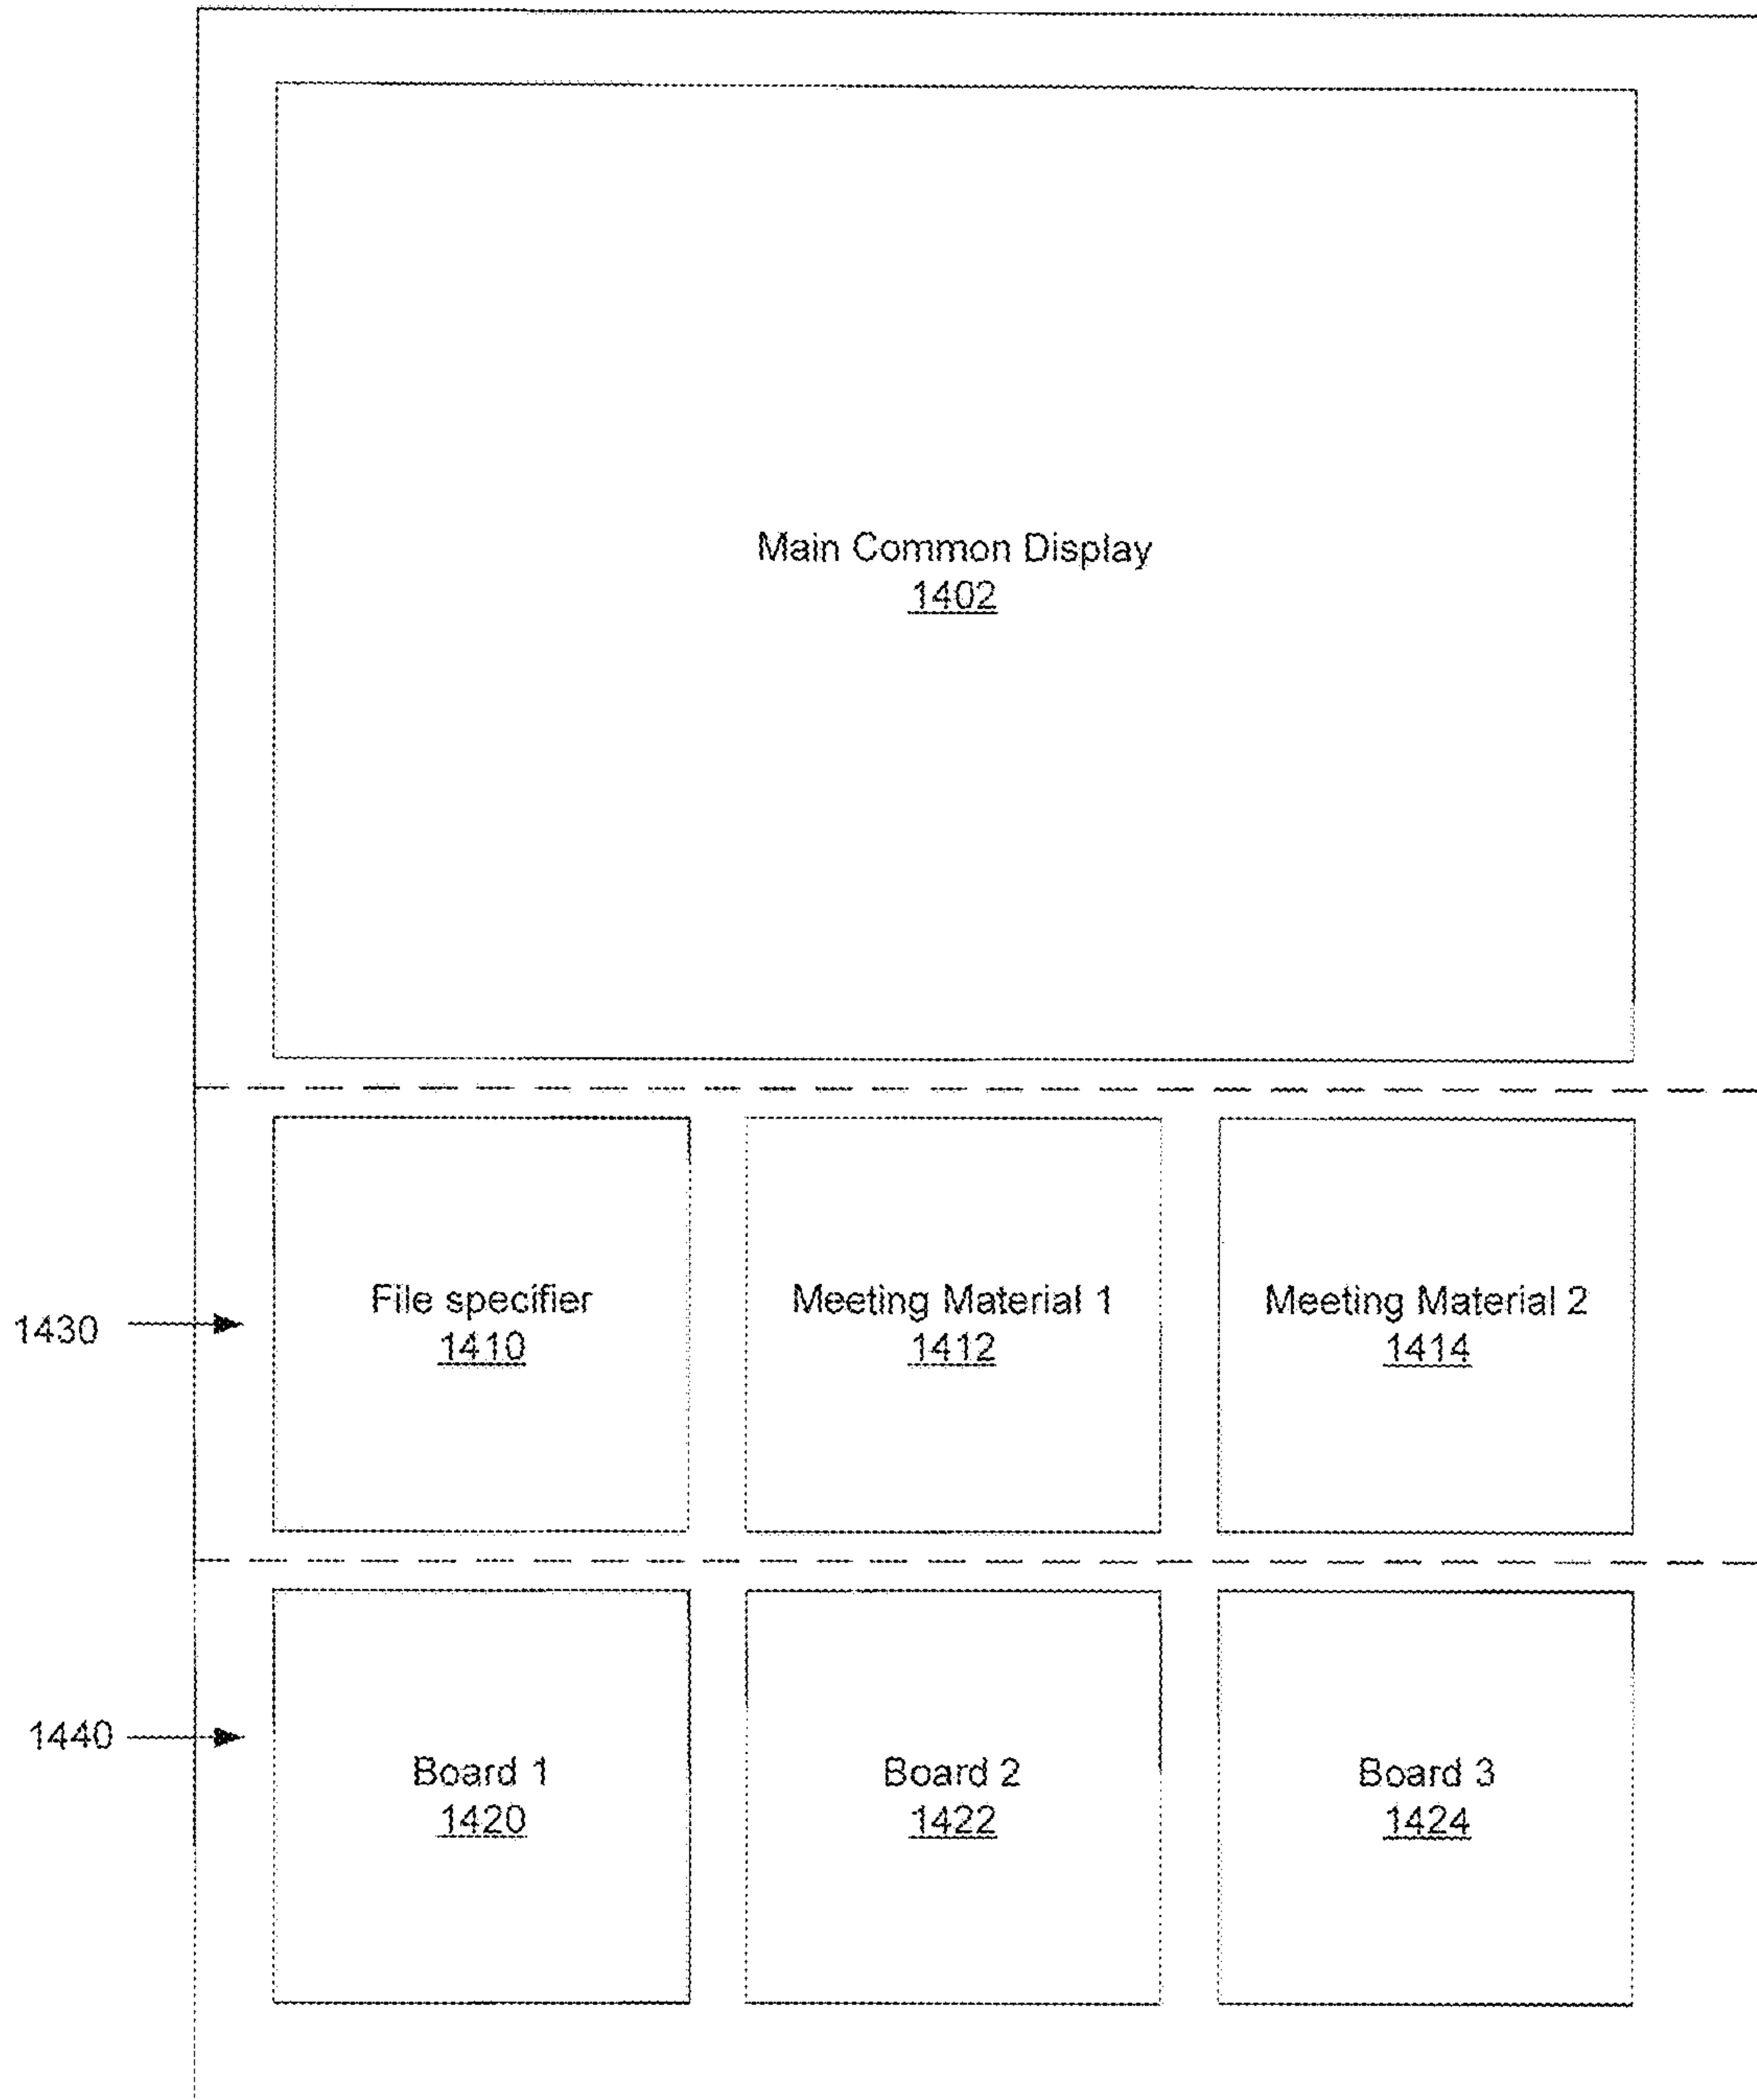 Main Common Display
1402
File specifier
1410
Meeting Material 1
1412
Meeting Material 2
1414
1430
Board 1
1420
Board 2
1422
Board 3
1424
1440